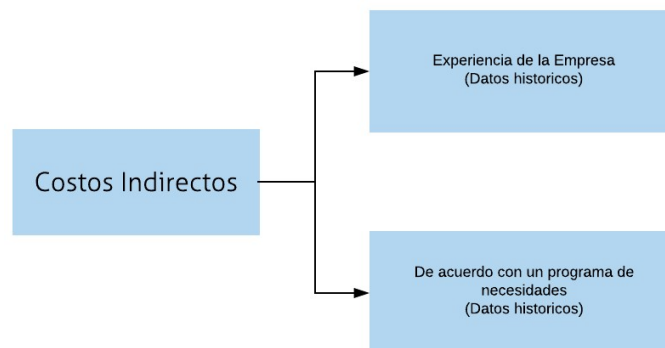 Experiencia de la Empresa
(Datos historicos)
Costos Indirectos
De acuerdo con un programa de
necesidades
(Datos historicos)